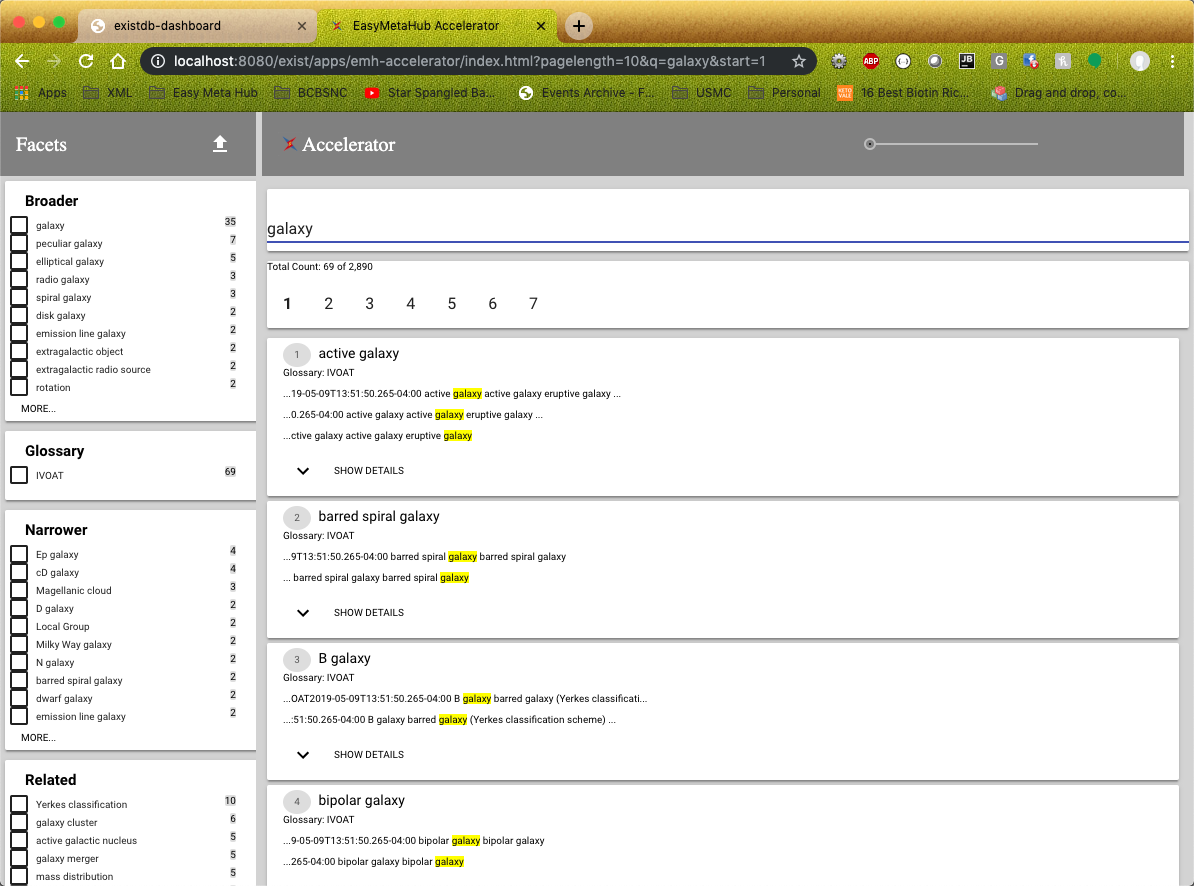 existdb-dashboard
EasyMetaHub Accelerator
localhost:8080/exist/apps/emh-accelerator/index.html?pagelength=10&q=galaxy&start=1
ABP
JB
G
Apps XML Easy Meta Hub BCBSNC Star Spangled Ba... Events Archive - F... USMC Personal KETO VALE 16 Best Biotin Ric... Drag and drop, co...
Facets
Accelerator
Broader
galaxy 35
peculiar galaxy 7
elliptical galaxy 5
radio galaxy 3
spiral galaxy 3
disk galaxy 2
emission line galaxy 2
extragalactic object 2
extragalactic radio source 2
rotation 2
MORE...
Glossary
IVOAT 69
Narrower
Ep galaxy 4
cD galaxy 4
Magellanic cloud 3
D galaxy 2
Local Group 2
Milky Way galaxy 2
N galaxy 2
barred spiral galaxy 2
dwarf galaxy 2
emission line galaxy 2
MORE...
Related
Yerkes classification 10
galaxy cluster 6
active galactic nucleus 5
galaxy merger 5
mass distribution 5
galaxy
Total Count: 69 of 2,890
1 2 3 4 5 6 7
1 active galaxy
Glossary: IVOAT
...19-05-09T13:51:50.265-04:00 active galaxy active galaxy eruptive galaxy ...
...0.265-04:00 active galaxy active galaxy eruptive galaxy ...
...ctive galaxy active galaxy eruptive galaxy
SHOW DETAILS
2 barred spiral galaxy
Glossary: IVOAT
...9T13:51:50.265-04:00 barred spiral galaxy barred spiral galaxy
... barred spiral galaxy barred spiral galaxy
SHOW DETAILS
3 B galaxy
Glossary: IVOAT
...OAT2019-05-09T13:51:50.265-04:00 B galaxy barred galaxy (Yerkes classificati...
...:51:50.265-04:00 B galaxy barred galaxy (Yerkes classification scheme) ...
SHOW DETAILS
4 bipolar galaxy
Glossary: IVOAT
...9-05-09T13:51:50.265-04:00 bipolar galaxy bipolar galaxy
...265-04:00 bipolar galaxy bipolar galaxy